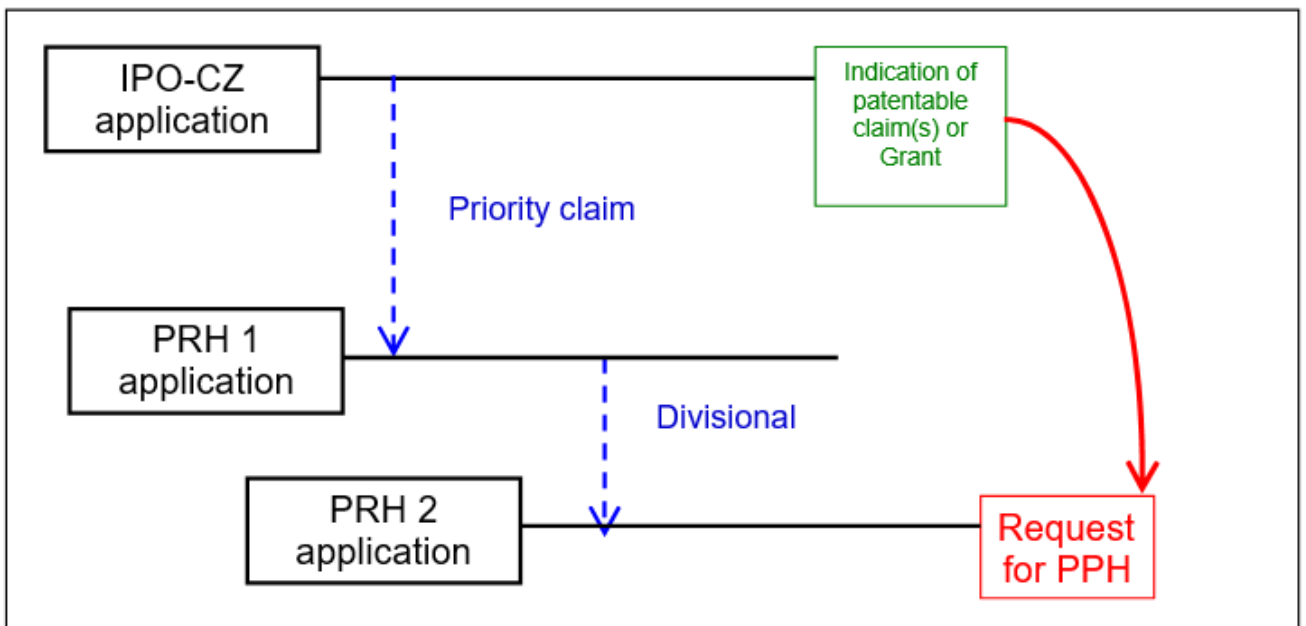 IPO-CZ
application
Indication of
patentable
claim(s) or
Grant
Priority claim
PRH 1
application
Divisional
PRH 2
application
Request
for PPH